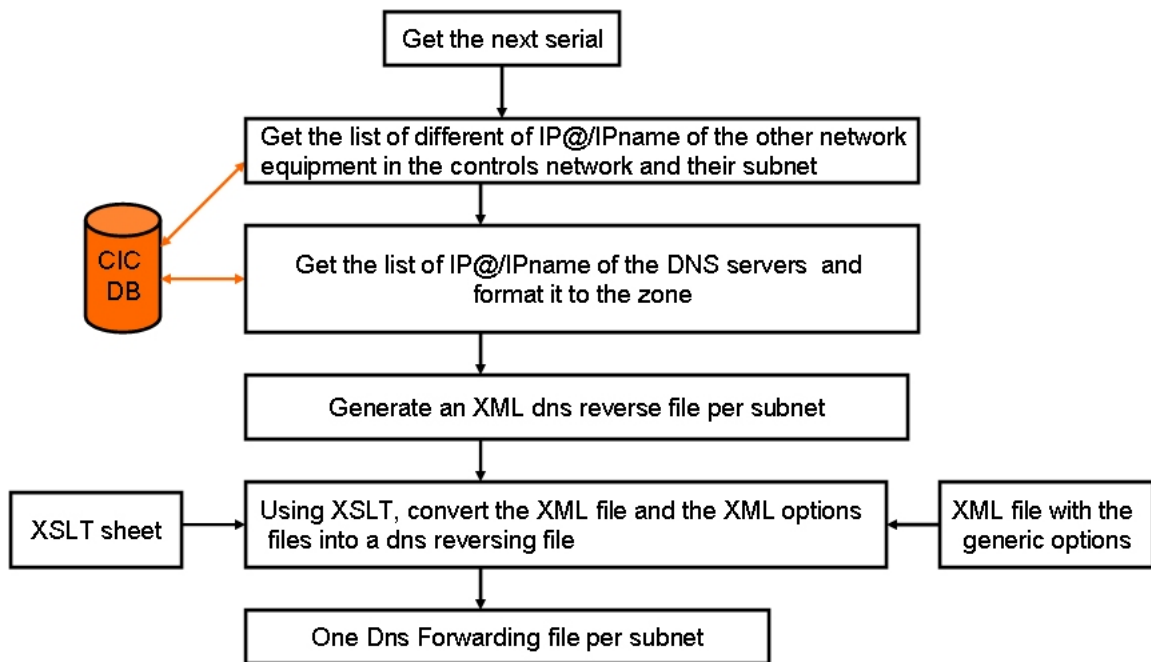 Get the next serial
Get the list of different of IP@/IPname of the other network
equipment in the controls network and their subnet
CIC
DB
Get the list of IP@/IPname of the DNS servers and
format it to the zone
Generate an XML dns reverse file per subnet
XSLT sheet
Using XSLT, convert the XML file and the XML options
files into a dns reversing file
XML file with the
generic options
One Dns Forwarding file per subnet